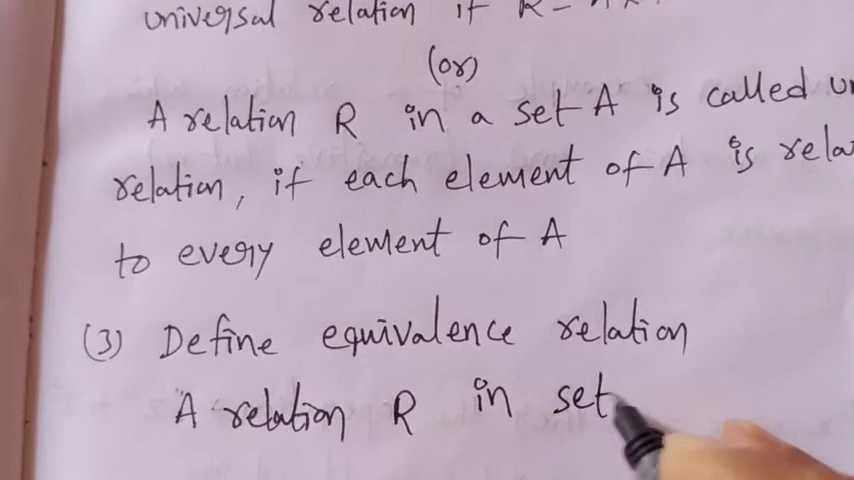 universal relation if R =
(or)
A relation R in a set A is called
relation, if each element of A is rela
to every element of A
(3) Define equivalence relation
A relation R in set